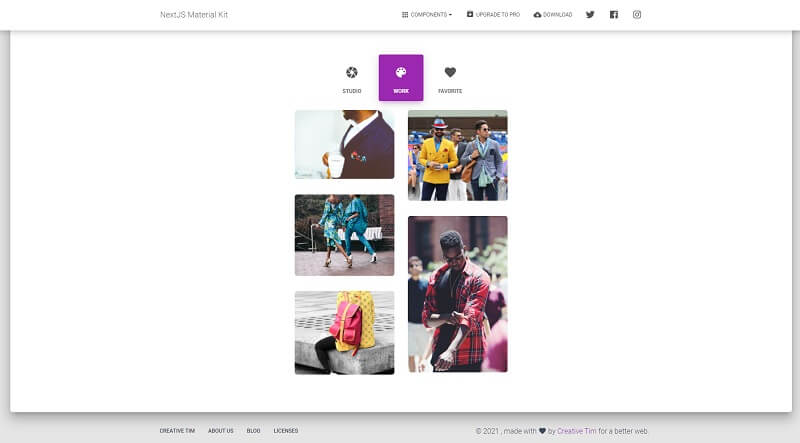 NextJS Material Kit
COMPONENTS UPGRADE TO PRO DOWNLOAD
STUDIO WORK FAVORITE
CREATIVE TIM ABOUT US BLOG LICENSES
© 2021 , made with by Creative Tim for a better web.